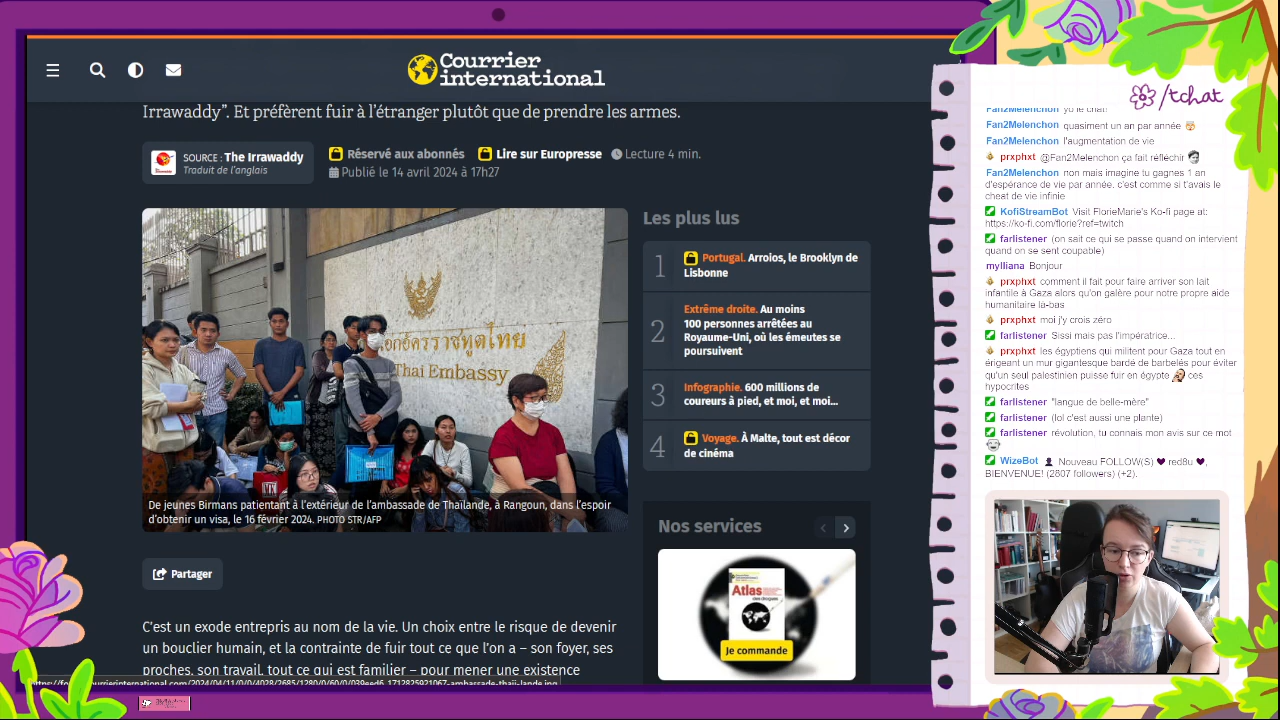 Courrier
international
Irrawaddy”. Et préfèrent fuir à l’étranger plutôt que de prendre les armes.
SOURCE : The Irrawaddy
Traduit de l’anglais
Réservé aux abonnés Lire sur Europresse Lecture 4 min.
Publié le 14 avril 2024 à 17h27
Thai Embassy
De jeunes Birmans patientant à l’extérieur de l’ambassade de Thaïlande, à Rangoun, dans l’espoir
d’obtenir un visa, le 16 février 2024. PHOTO STR/AFP
Partager
C’est un exode entrepris au nom de la vie. Un choix entre le risque de devenir
un bouclier humain, et la contrainte de fuir tout ce que l’on a – son foyer, ses
proches, son travail, tout ce qui est familier – pour mener une existence
Les plus lus
1 Portugal. Arroios, le Brooklyn de
Lisbonne
2 Extrême droite. Au moins
100 personnes arrêtées au
Royaume-Uni, où les émeutes se
poursuivent
3 Infographie. 600 millions de
coureurs à pied, et moi, et moi...
4 Voyage. À Malte, tout est décor
de cinéma
Nos services
Atlas
Je commande
/tchat
Fan2Melenchon yo le chat!
Fan2Melenchon quasiment un an par année
Fan2Melenchon l'augmentation de vie
prxphxt @Fan2Melenchon ça fait réfléchir
Fan2Melenchon non mais imagine tu gagnes 1 an
d'espérance de vie par année. c'est comme si t'avais le
cheat de vie infinie
KofiStreamBot Visit FlorieMarie's Ko-fi page at:
https://ko-fi.com/florie?ref=twitch
farlistener (on sait ce qui se passe quand on intervient
quand on se sent coupable)
mylliana Bonjour
prxphxt comment il fait pour faire arriver son lait
infantile à Gaza alors qu'on galère pour notre propre aide
humanitaire là-bas
prxphxt moi j'y crois zéro
farlistener Sissi mais pas l'impératrice...
prxphxt les égyptiens qui militent pour Gaza tout en
érigeant un mur gigantesque bardé de barbelés pour éviter
qu'un seul palestinien puisse fuir en égypte ces
hypocrites
farlistener "langue de belle-mère"
farlistener (lol c'est aussi une plante)
farlistener révolution, tu connais mon avis sur ce mot
WizeBot Nouveau FOLLOW(S) red8u ,
BIENVENUE! (2607 followers) (+2).